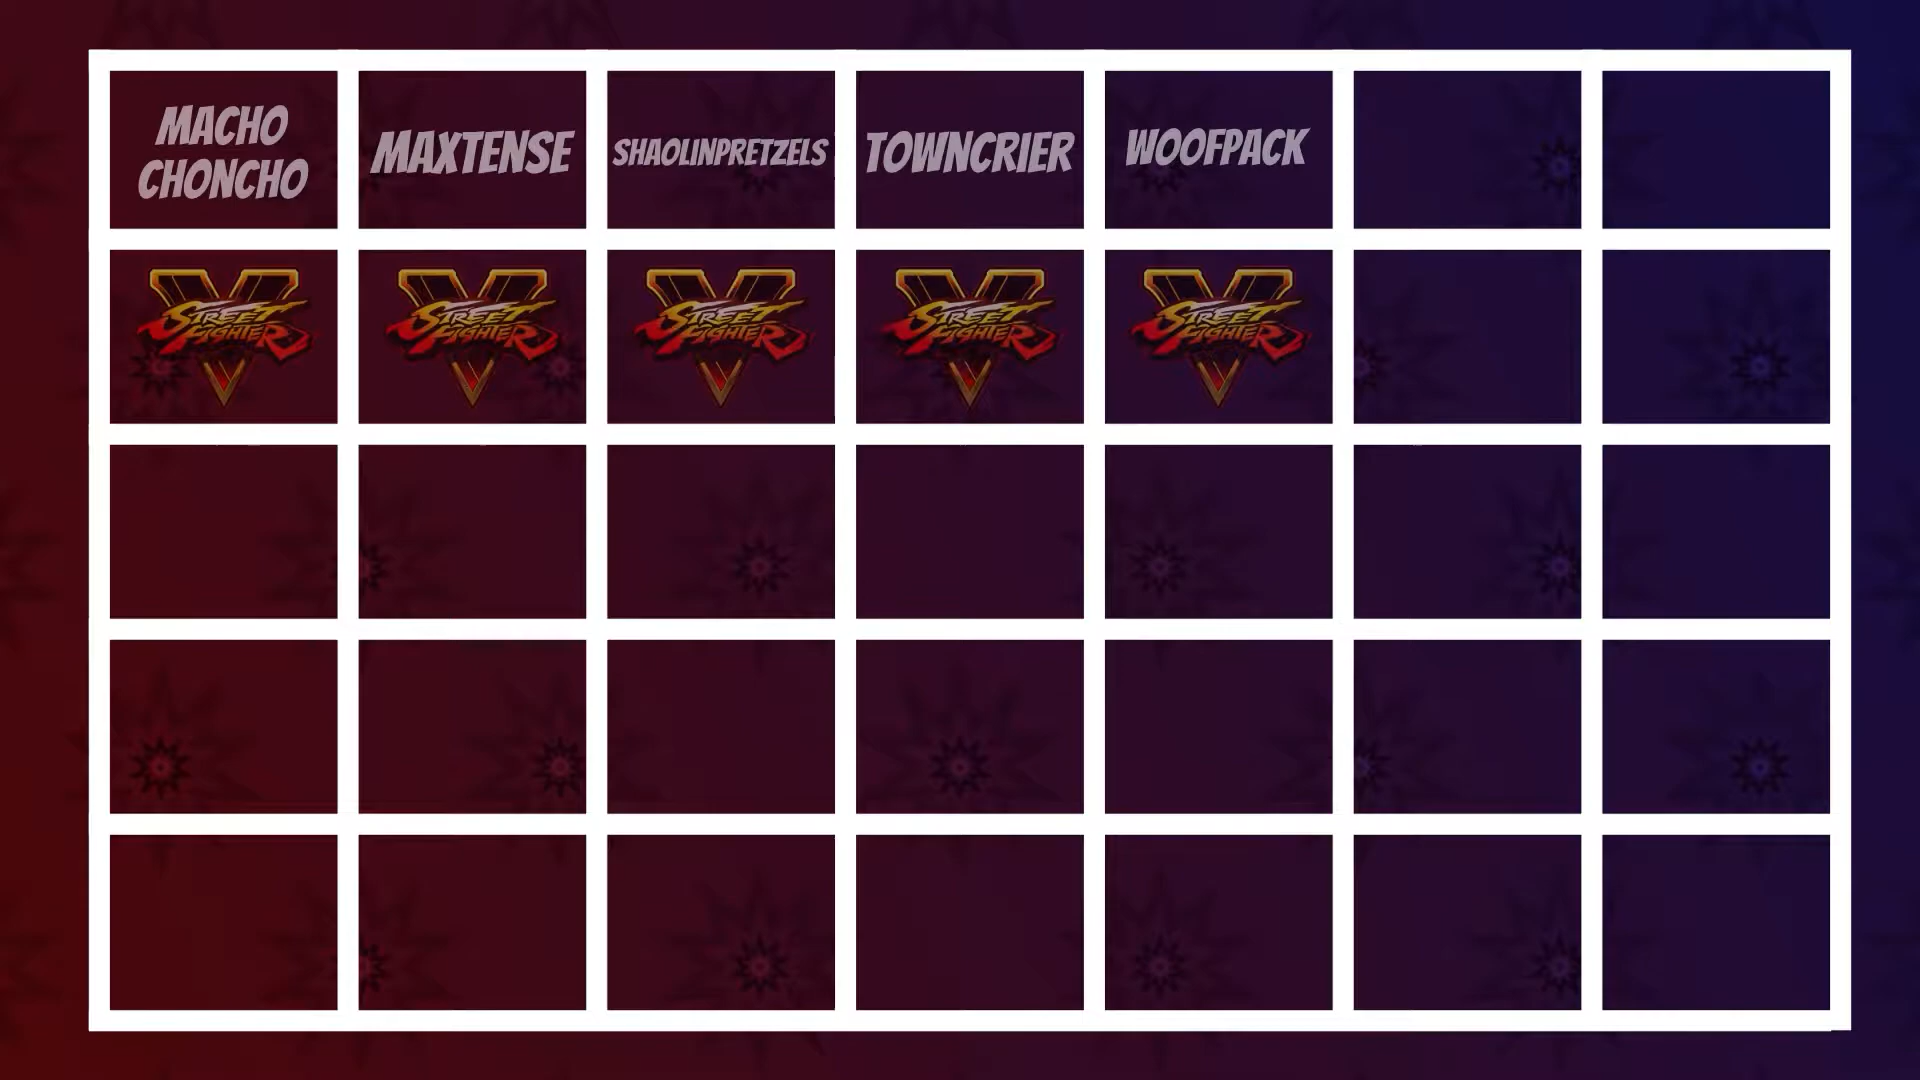 MACHO
CHONCHO
MAXTENSE
SHAOLINPRETZELS
TOWNCRIER
WOOFPACK
V
STREET
FIGHTER
V
STREET
FIGHTER
V
STREET
FIGHTER
V
STREET
FIGHTER
V
STREET
FIGHTER